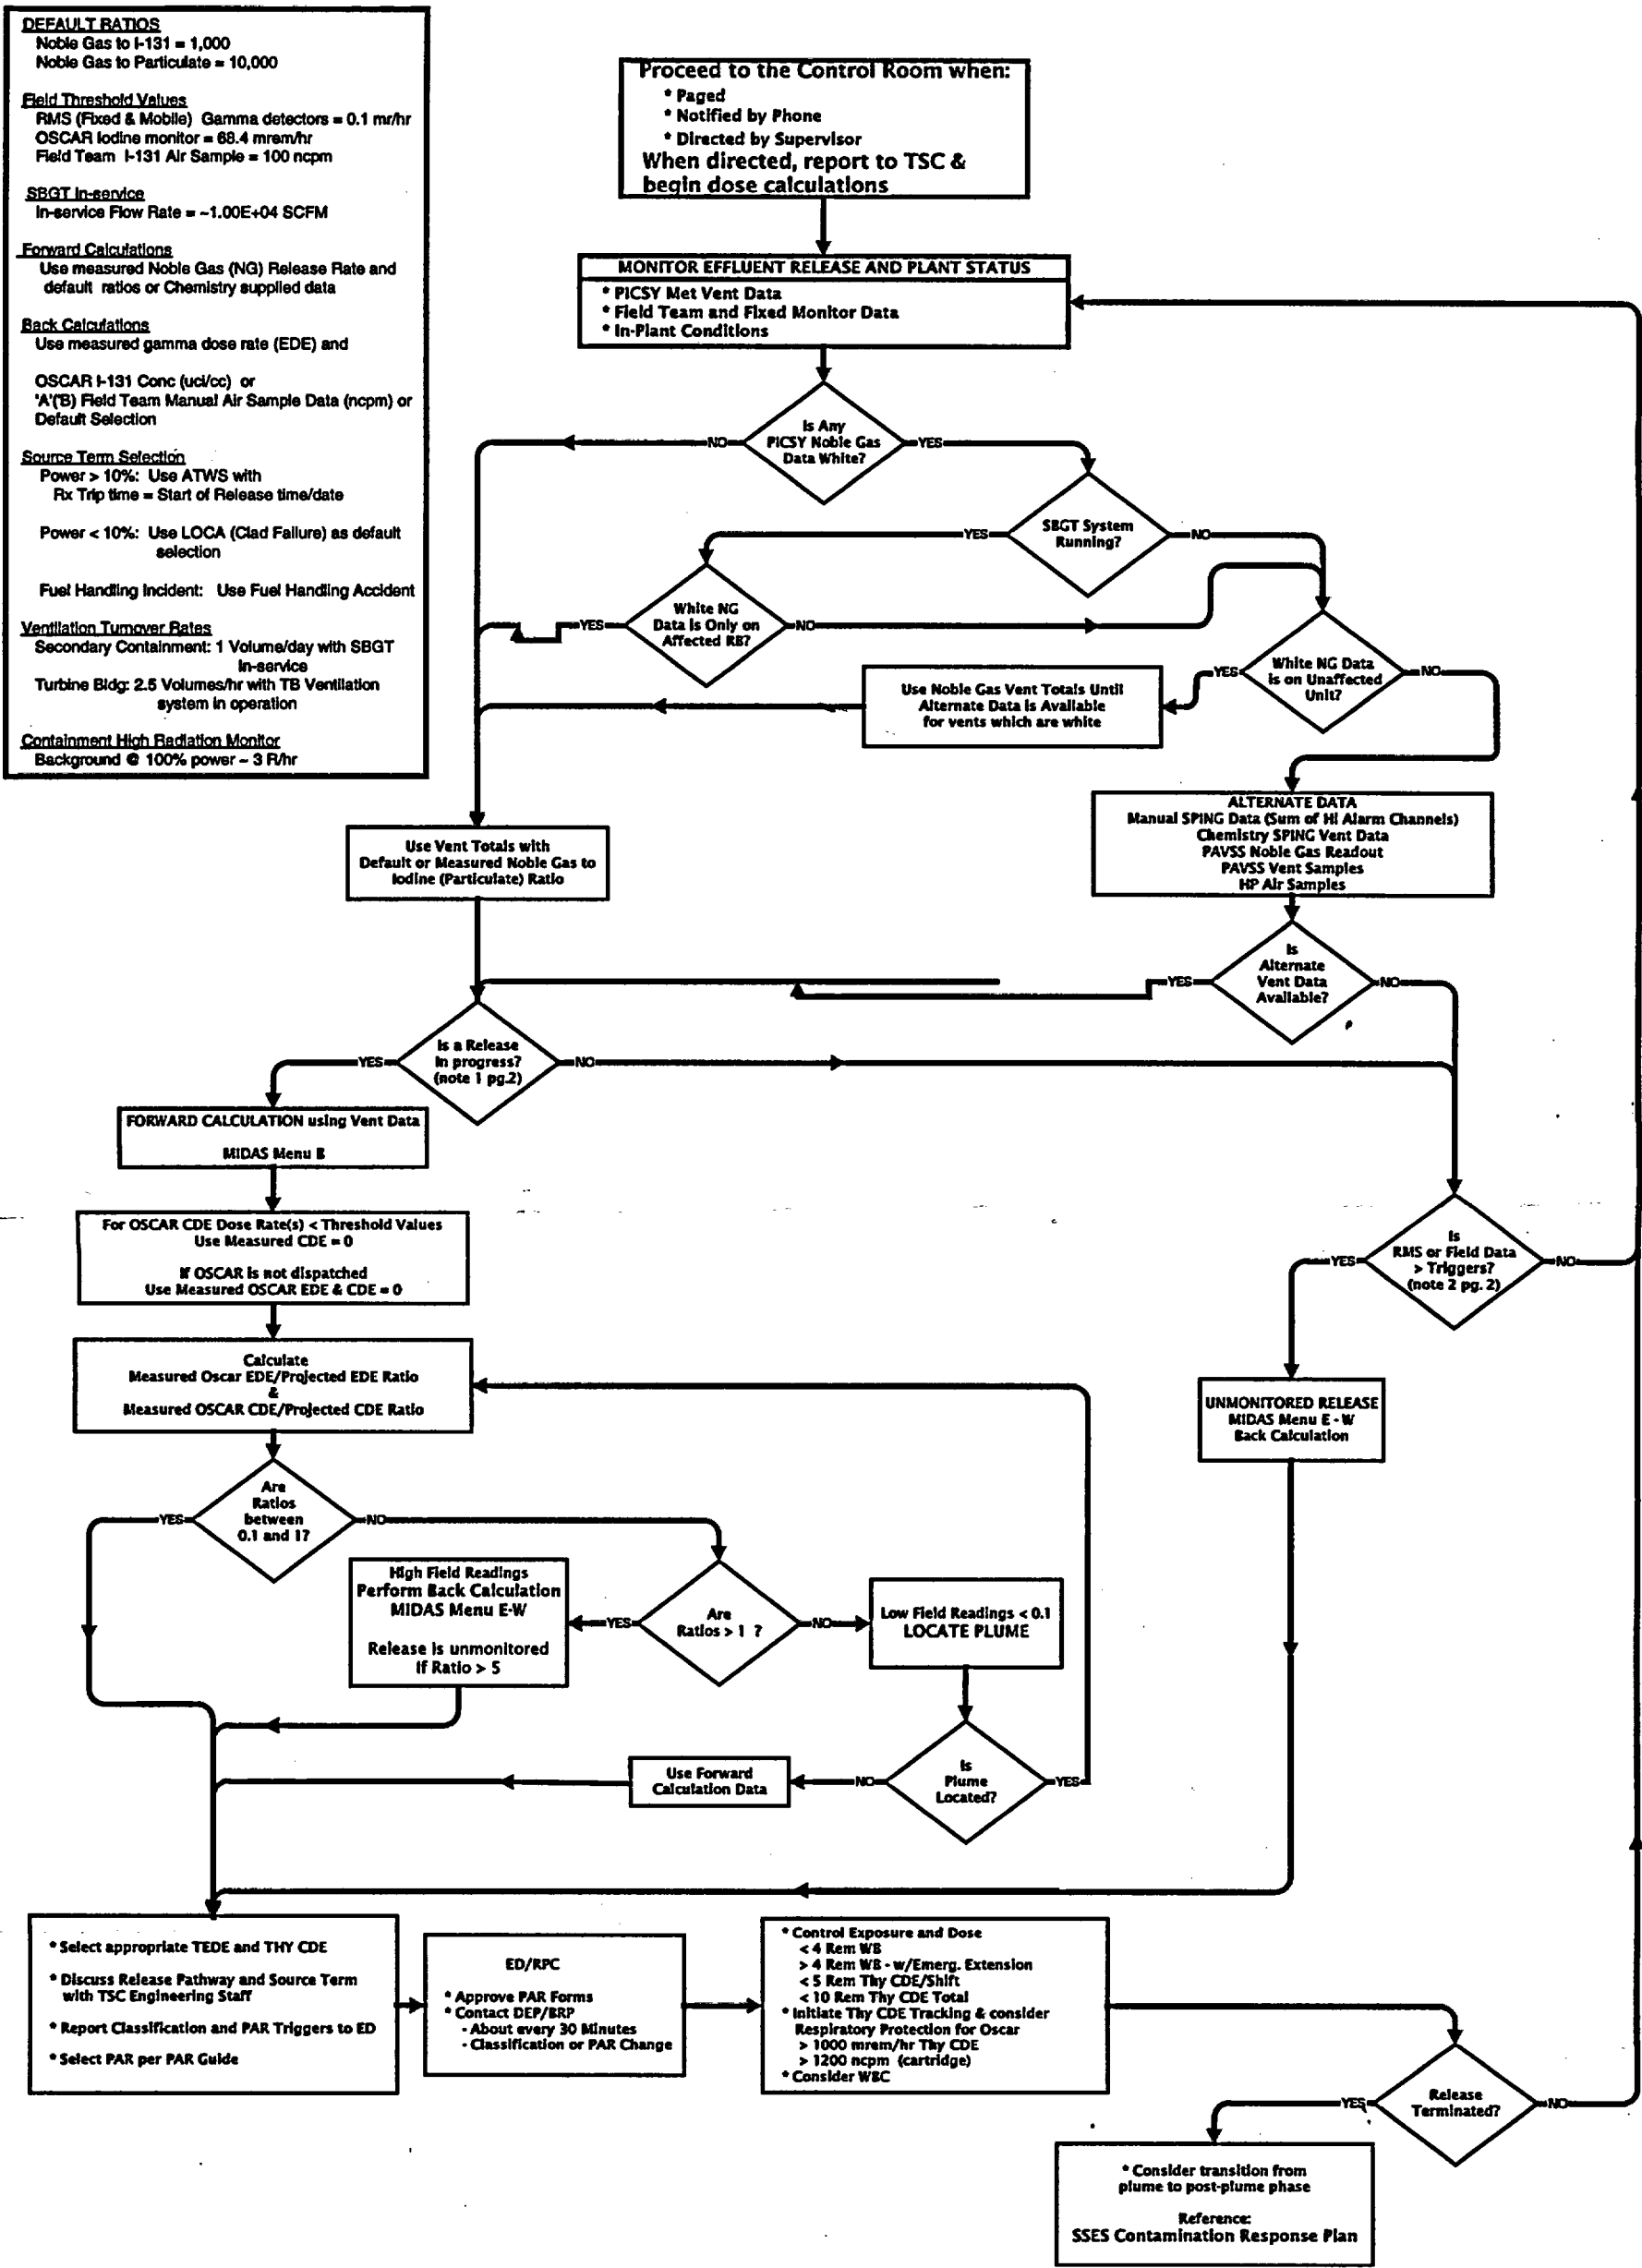 DEFAULT RATIOS
Noble Gas to I-131 = 1,000
Noble Gas to Particulate = 10,000
Field Threshold Values
RMS (Fixed & Mobile) Gamma detectors = 0.1 mr/hr
OSCAR Iodine monitor = 68.4 mrem/hr
Field Team I-131 Air Sample = 100 ncpm
SBGT In-service
In-service Flow Rate = ~1.00E+04 SCFM
Forward Calculations
Use measured Noble Gas (NG) Release Rate and
default ratios or Chemistry supplied data
Back Calculations
Use measured gamma dose rate (EDE) and
OSCAR I-131 Conc (uci/cc) or
'A'('B) Field Team Manual Air Sample Data (ncpm) or
Default Selection
Source Term Selection
Power > 10%: Use ATWS with
Rx Trip time = Start of Release time/date
Power < 10%: Use LOCA (Clad Failure) as default
selection
Fuel Handling Incident: Use Fuel Handling Accident
Ventilation Turnover Rates
Secondary Containment: 1 Volume/day with SBGT
In-service
Turbine Bldg: 2.5 Volumes/hr with TB Ventilation
system in operation
Containment High Radiation Monitor
Background @ 100% power ~ 3 R/hr
Proceed to the Control Room when:
* Paged
* Notified by Phone
* Directed by Supervisor
When directed, report to TSC &
begin dose calculations
MONITOR EFFLUENT RELEASE AND PLANT STATUS
* PICSY Met Vent Data
* Field Team and Fixed Monitor Data
* In-Plant Conditions
Is Any
PICSY Noble Gas
Data White?
NO
YES
SBGT System
Running?
YES
NO
White NG
Data is Only on
Affected RB?
YES
NO
White NG Data
is on Unaffected
Unit?
YES
NO
Use Noble Gas Vent Totals Until
Alternate Data is Available
for vents which are white
ALTERNATE DATA
Manual SPING Data (Sum of Hi Alarm Channels)
Chemistry SPING Vent Data
PAVSS Noble Gas Readout
PAVSS Vent Samples
HP Air Samples
Use Vent Totals with
Default or Measured Noble Gas to
Iodine (Particulate) Ratio
Is
Alternate
Vent Data
Available?
YES
NO
Is a Release
in progress?
(note 1 pg.2)
YES
NO
FORWARD CALCULATION using Vent Data
MIDAS Menu B
For OSCAR CDE Dose Rate(s) < Threshold Values
Use Measured CDE = 0
If OSCAR is not dispatched
Use Measured OSCAR EDE & CDE = 0
Is
RMS or Field Data
> Triggers?
(note 2 pg. 2)
YES
NO
Calculate
Measured Oscar EDE/Projected EDE Ratio
&
Measured OSCAR CDE/Projected CDE Ratio
UNMONITORED RELEASE
MIDAS Menu E - W
Back Calculation
Are
Ratios
between
0.1 and 1?
YES
NO
High Field Readings
Perform Back Calculation
MIDAS Menu E-W
Release is unmonitored
if Ratio > 5
Are
Ratios > 1 ?
YES
NO
Low Field Readings < 0.1
LOCATE PLUME
Is
Plume
Located?
NO
YES
Use Forward
Calculation Data
* Select appropriate TEDE and THY CDE
* Discuss Release Pathway and Source Term
with TSC Engineering Staff
* Report Classification and PAR Triggers to ED
* Select PAR per PAR Guide
ED/RPC
* Approve PAR Forms
* Contact DEP/BRP
- About every 30 Minutes
- Classification or PAR Change
* Control Exposure and Dose
< 4 Rem WB
> 4 Rem WB - w/Emerg. Extension
< 5 Rem Thy CDE/Shift
< 10 Rem Thy CDE Total
* Initiate Thy CDE Tracking & consider
Respiratory Protection for Oscar
> 1000 mrem/hr Thy CDE
> 1200 ncpm (cartridge)
* Consider WBC
Release
Terminated?
YES
NO
* Consider transition from
plume to post-plume phase
Reference:
SSES Contamination Response Plan